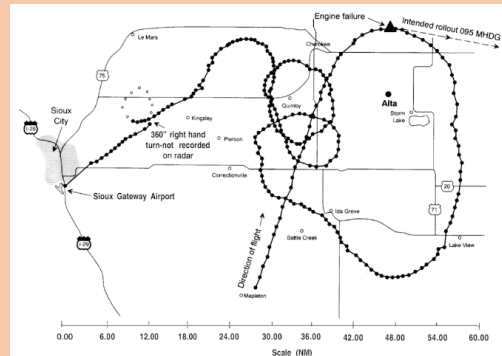 Engine failure
Intended rollout 095 MHDG
Le Mars
Cherokee
75
Sioux
City
I-29
Kingsley
Quimby
Alta
Storm
Lake
360° right hand
turn-not recorded
on radar
Pierson
Correctionville
Sioux Gateway Airport
20
71
Ida Grove
Battle Creek
Lake View
I-29
Direction of flight
Mapleton
0.00 6.00 12.00 18.00 24.00 30.00 36.00 42.00 48.00 54.00 60.00
Scale (NM)